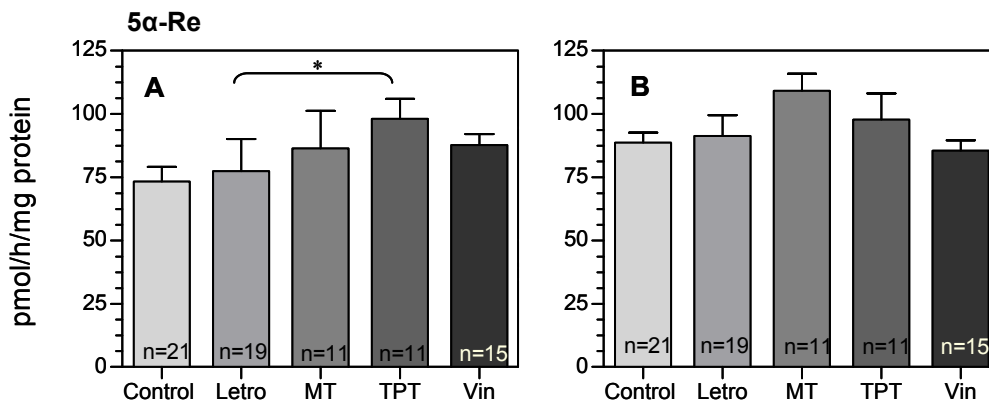 5α-Re
pmol/h/mg protein
125
100
75
50
25
0
A
*
n=21
n=19
n=11
n=11
n=15
Control
Letro
MT
TPT
Vin
125
100
75
50
25
0
B
n=21
n=19
n=11
n=11
n=15
Control
Letro
MT
TPT
Vin